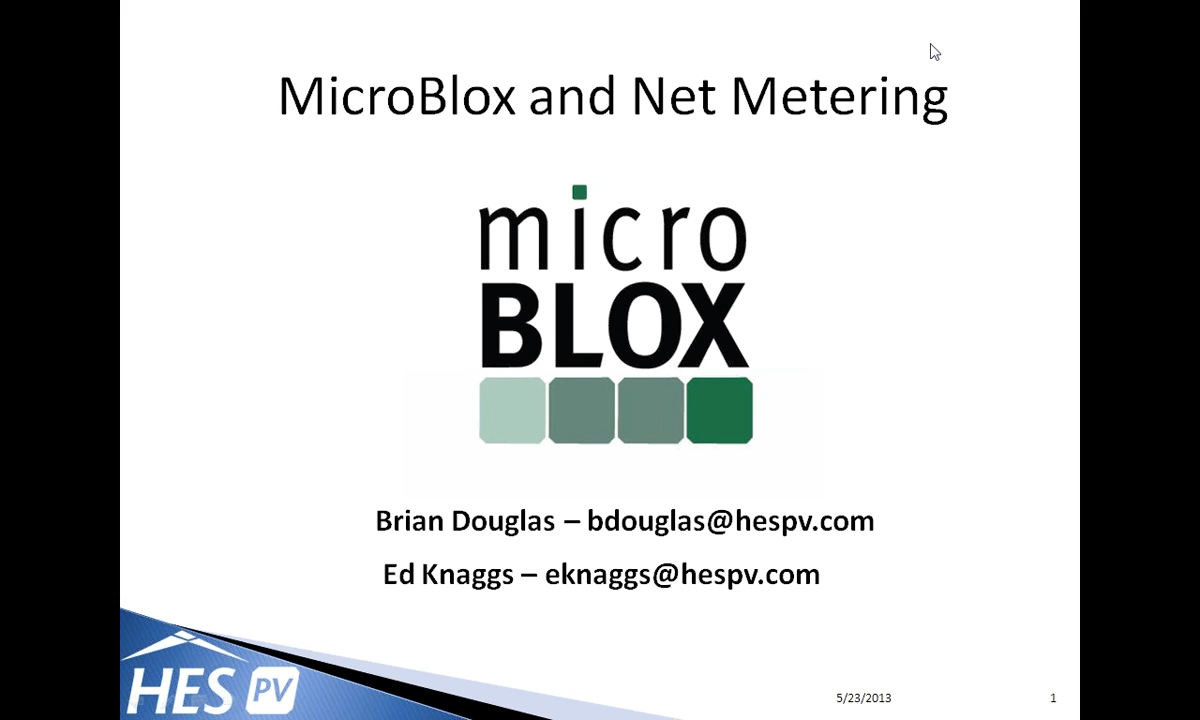 MicroBlox and Net Metering
micro
BLOX
Brian Douglas – bdouglas@hespv.com
Ed Knaggs – eknaggs@hespv.com
HES PV
5/23/2013
1